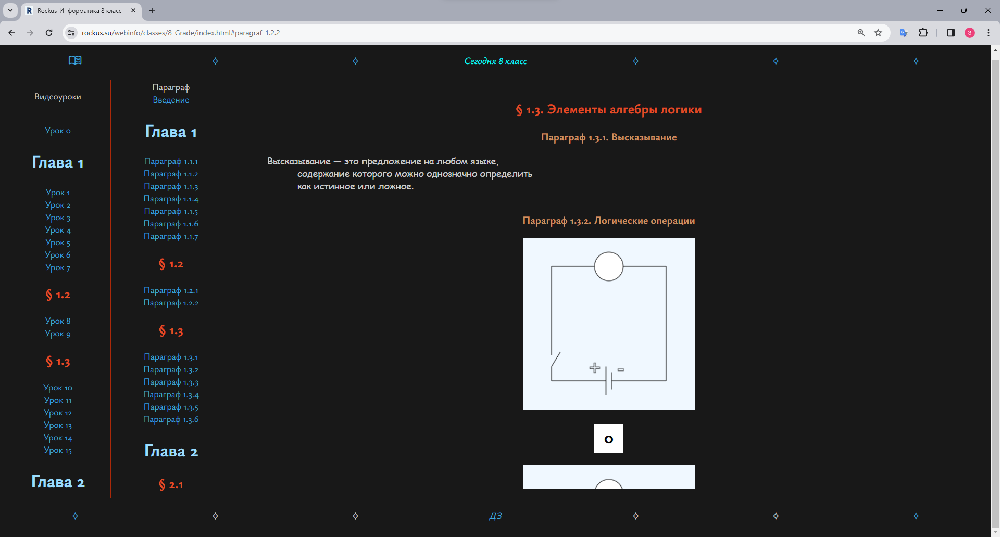 Rockus-Информатика 8 класс
rockus.su/webinfo/classes/8_Grade/index.html#paragraf_1.2.2
Э
Сегодня 8 класс
Видеоуроки
Урок 0
Глава 1
Урок 1
Урок 2
Урок 3
Урок 4
Урок 5
Урок 6
Урок 7
§ 1.2
Урок 8
Урок 9
§ 1.3
Урок 10
Урок 11
Урок 12
Урок 13
Урок 14
Урок 15
Глава 2
Параграф
Введение
Глава 1
Параграф 1.1.1
Параграф 1.1.2
Параграф 1.1.3
Параграф 1.1.4
Параграф 1.1.5
Параграф 1.1.6
Параграф 1.1.7
§ 1.2
Параграф 1.2.1
Параграф 1.2.2
§ 1.3
Параграф 1.3.1
Параграф 1.3.2
Параграф 1.3.3
Параграф 1.3.4
Параграф 1.3.5
Параграф 1.3.6
Глава 2
§ 2.1
§ 1.3. Элементы алгебры логики
Параграф 1.3.1. Высказывание
Высказывание — это предложение на любом языке,
содержание которого можно однозначно определить
как истинное или ложное.
Параграф 1.3.2. Логические операции
+ -
0
ДЗ